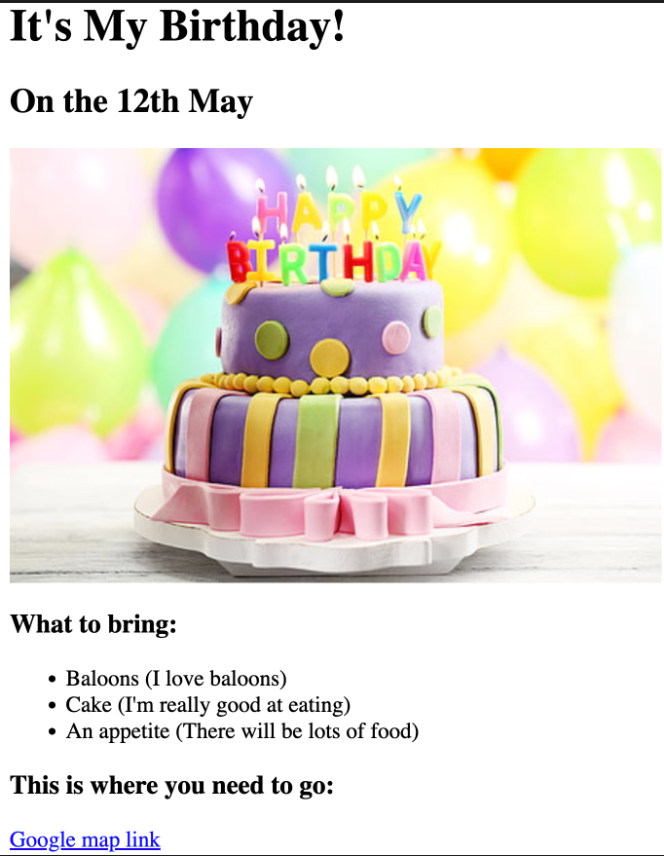 It's My Birthday!
On the 12th May
HAPPY
BIRTHDAY
What to bring:
Baloons (I love baloons)
Cake (I'm really good at eating)
An appetite (There will be lots of food)
This is where you need to go:
Google map link